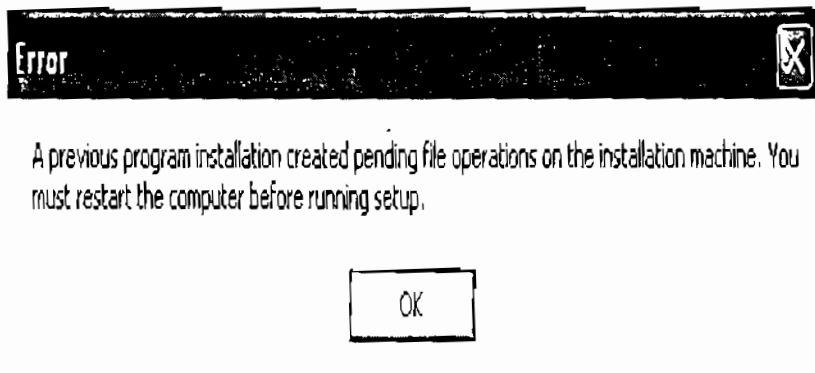 Error
A previous program installation created pending file operations on the installation machine. You
must restart the computer before running setup.
OK